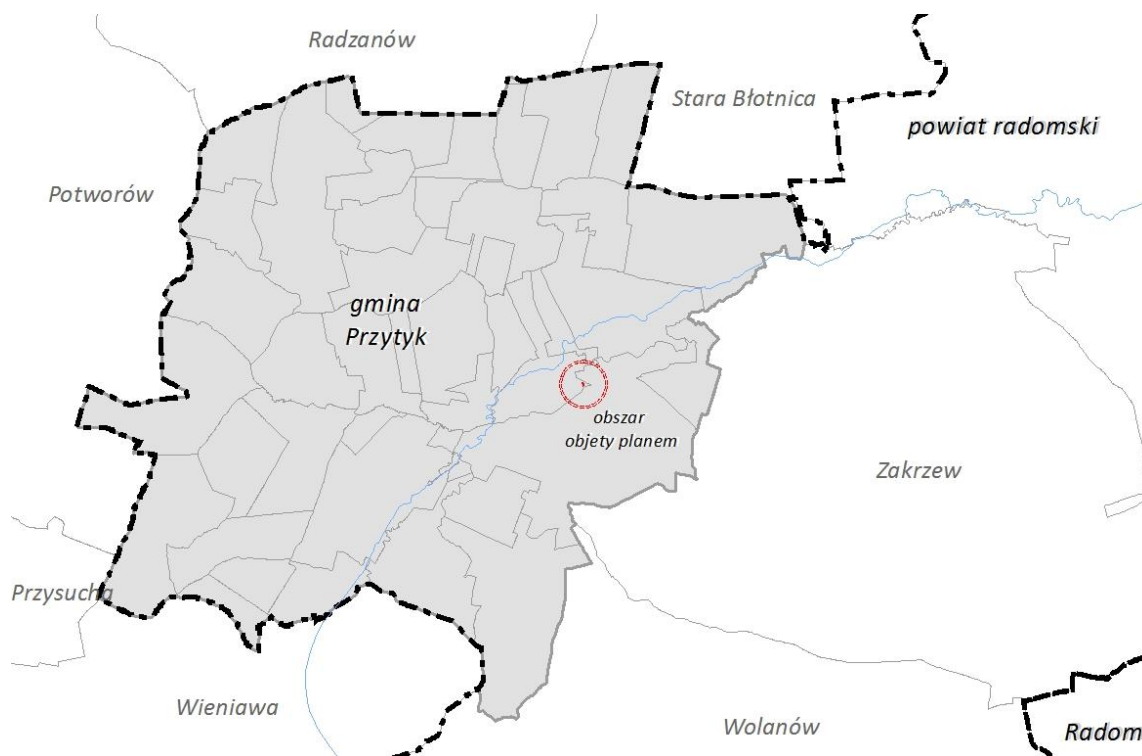 Radzanów
Stara Błotnica
powiat radomski
Potworów
gmina
Przytyk
obszar
objety planem
Zakrzew
Przysucha
Wieniawa
Wolanów
Radom